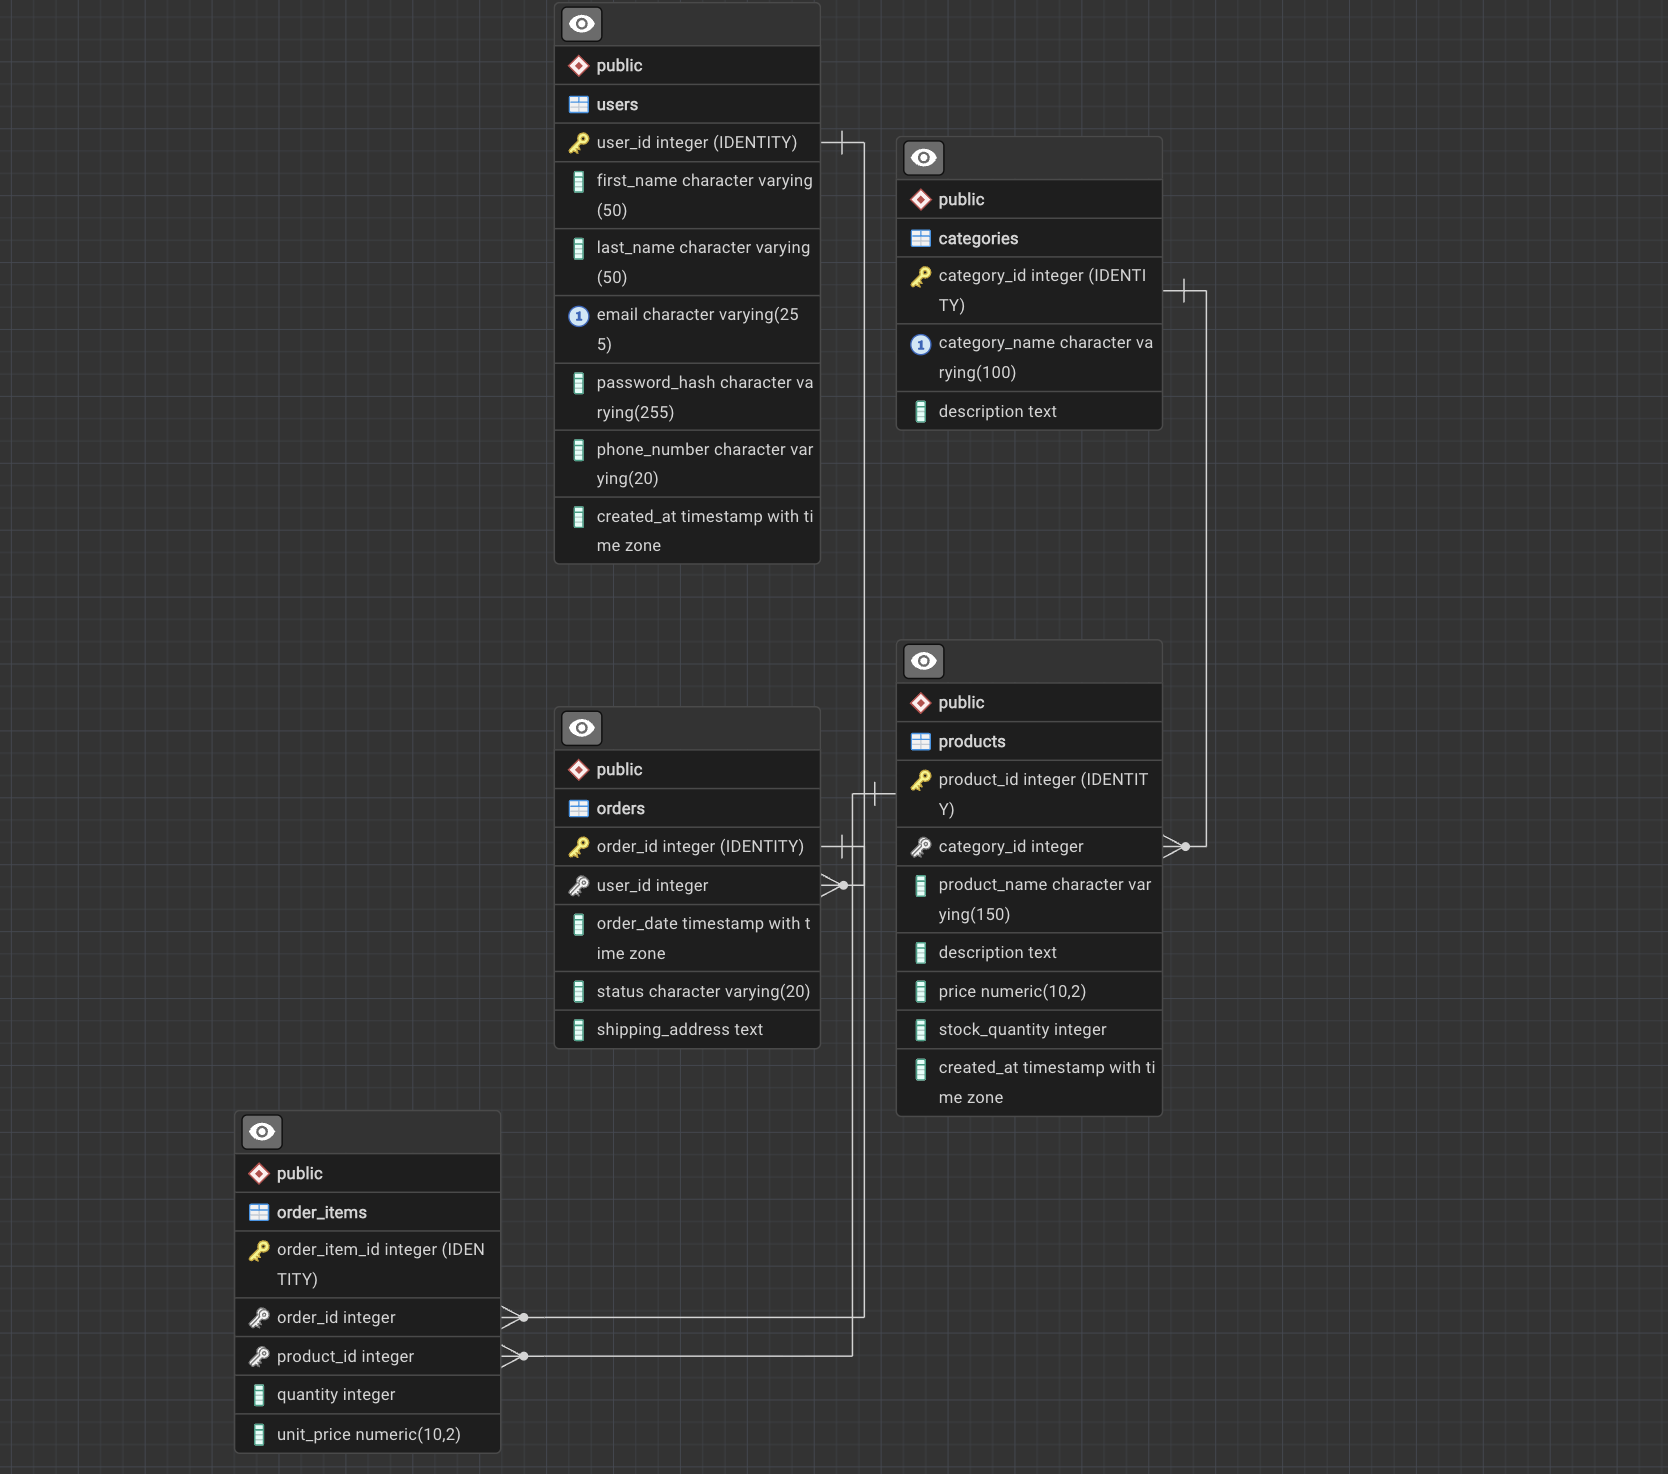 public
users
user_id integer (IDENTITY)
first_name character varying
(50)
last_name character varying
(50)
1 email character varying(25
5)
password_hash character va
rying(255)
phone_number character var
ying(20)
created_at timestamp with ti
me zone
public
categories
category_id integer (IDENTI
TY)
1 category_name character va
rying(100)
description text
public
orders
order_id integer (IDENTITY)
user_id integer
order_date timestamp with t
ime zone
status character varying(20)
shipping_address text
public
products
product_id integer (IDENTIT
Y)
category_id integer
product_name character var
ying(150)
description text
price numeric(10,2)
stock_quantity integer
created_at timestamp with ti
me zone
public
order_items
order_item_id integer (IDEN
TITY)
order_id integer
product_id integer
quantity integer
unit_price numeric(10,2)